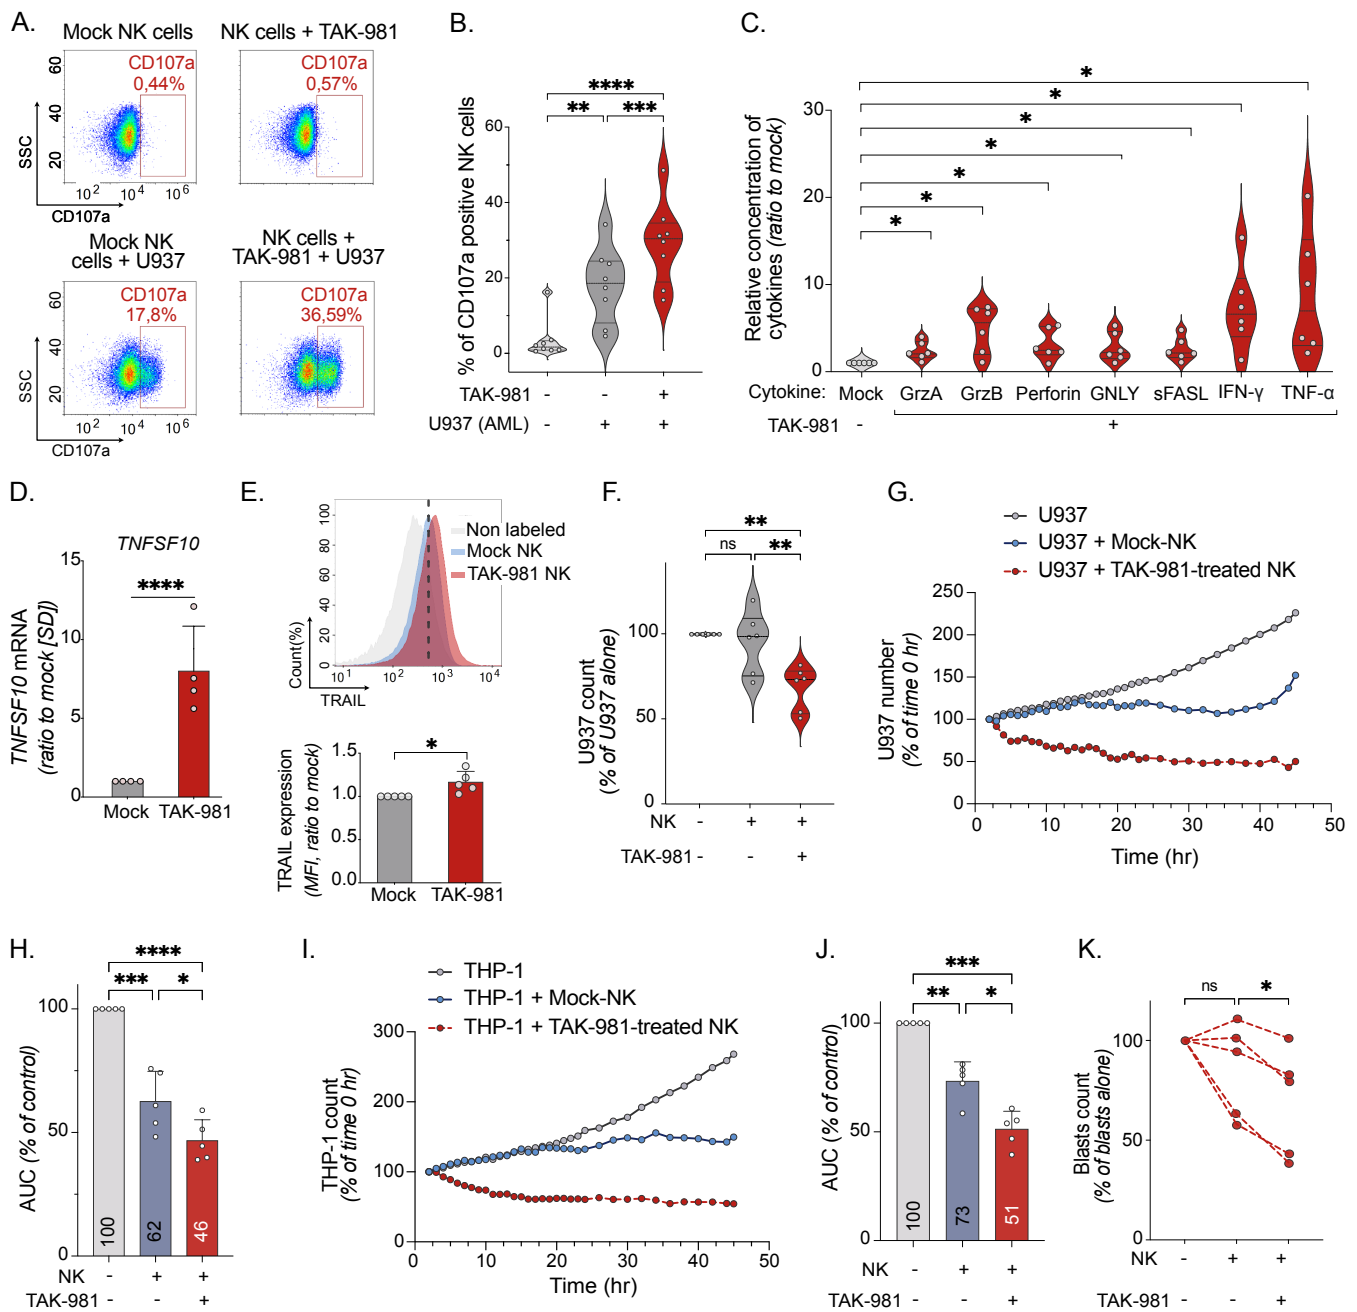 A.
Mock NK cells
NK cells + TAK-981
CD107a
0,44%
CD107a
0,57%
60
40
20
SSC
10^2
10^4
10^6
CD107a
Mock NK
cells + U937
NK cells +
TAK-981 + U937
CD107a
17,8%
CD107a
36,59%
60
40
20
SSC
10^2
10^4
10^6
CD107a
B.
****
**
***
% of CD107a positive NK cells
60
40
20
0
TAK-981
-
-
+
U937 (AML)
-
+
+
C.
*
*
*
*
*
*
*
Relative concentration of
cytokines (ratio to mock)
30
20
10
0
Cytokine:
Mock
GrzA
GrzB
Perforin
GNLY
sFASL
IFN-γ
TNF-α
TAK-981
-
+
D.
TNFSF10
****
TNFSF10 mRNA
(ratio to mock [SD])
15
10
5
0
Mock
TAK-981
E.
Non labeled
Mock NK
TAK-981 NK
Count(%)
100
80
60
40
20
0
10^1
10^2
10^3
10^4
TRAIL
*
TRAIL expression
(MFI, ratio to mock)
1.5
1.0
0.5
0.0
Mock
TAK-981
F.
**
ns
**
U937 count
(% of U937 alone)
100
50
0
NK
-
+
+
TAK-981
-
-
+
G.
U937
U937 + Mock-NK
U937 + TAK-981-treated NK
U937 number
(% of time 0 hr)
250
200
150
100
50
0
0
10
20
30
40
50
Time (hr)
H.
****
***
*
AUC (% of control)
100
50
0
100
62
46
NK
-
+
+
TAK-981
-
-
+
I.
THP-1
THP-1 + Mock-NK
THP-1 + TAK-981-treated NK
THP-1 count
(% of time 0 hr)
300
200
100
0
0
10
20
30
40
50
Time (hr)
J.
***
**
*
AUC (% of control)
100
50
0
100
73
51
NK
-
+
+
TAK-981
-
-
+
K.
ns
*
Blasts count
(% of blasts alone)
100
50
0
NK
-
+
+
TAK-981
-
-
+